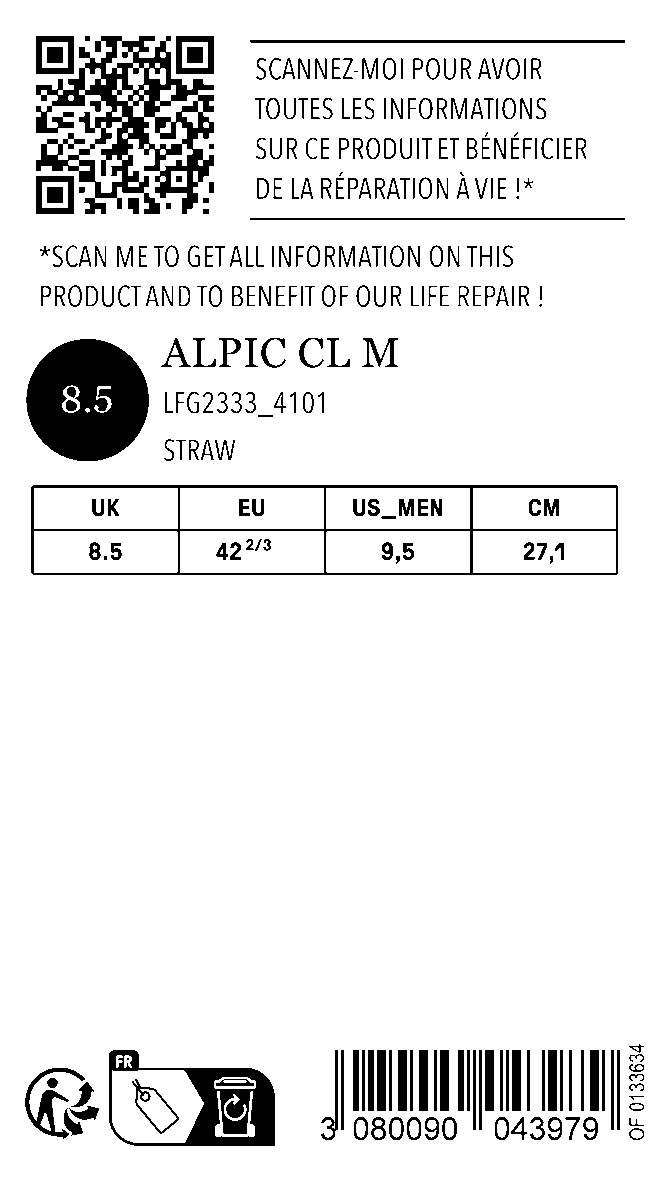 SCANNEZ-MOI POUR AVOIR
TOUTES LES INFORMATIONS
SUR CE PRODUIT ET BÉNÉFICIER
DE LA RÉPARATION À VIE !*
*SCAN ME TO GET ALL INFORMATION ON THIS
PRODUCT AND TO BENEFIT OF OUR LIFE REPAIR !
8.5
ALPIC CL M
LFG2333_4101
STRAW
UK EU US_MEN CM
8.5 42 2/3 9,5 27,1
FR
3 080090 043979
OF 0133634